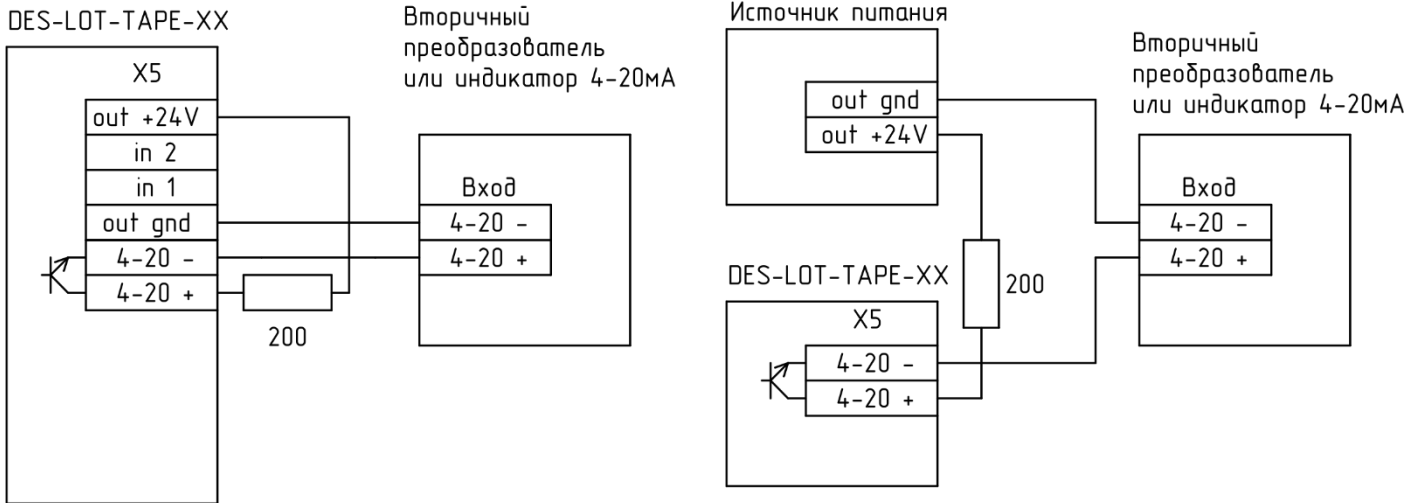 DES-LOT-TAPE-XX
X5
out +24V
in 2
in 1
out gnd
4-20 -
4-20 +
200
Вторичный
преобразователь
или индикатор 4-20мА
Вход
4-20 -
4-20 +
Источник питания
out gnd
out +24V
DES-LOT-TAPE-XX
X5
4-20 -
4-20 +
200
Вторичный
преобразователь
или индикатор 4-20мА
Вход
4-20 -
4-20 +